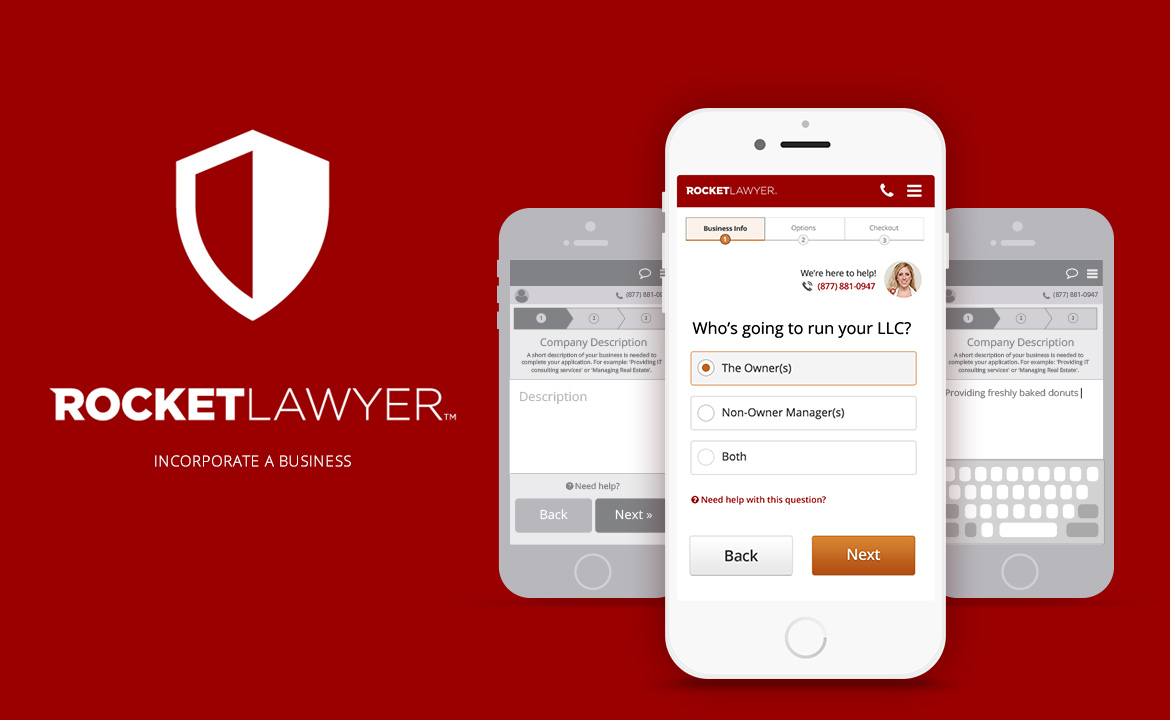 ROCKETLAWYER™
INCORPORATE A BUSINESS
(877) 881-09
1
2
3
Company Description
A short description of your business is needed to
complete your application. For example: 'Providing IT
consulting services' or 'Managing Real Estate'.
Description
Need help?
Back
Next »
ROCKETLAWYER
Business Info
Options
Checkout
1
2
3
We're here to help!
(877) 881-0947
Who's going to run your LLC?
The Owner(s)
Non-Owner Manager(s)
Both
Need help with this question?
Back
Next
(877) 881-0947
1
2
3
Company Description
A short description of your business is needed to
complete your application. For example: 'Providing IT
consulting services' or 'Managing Real Estate'.
Providing freshly baked donuts